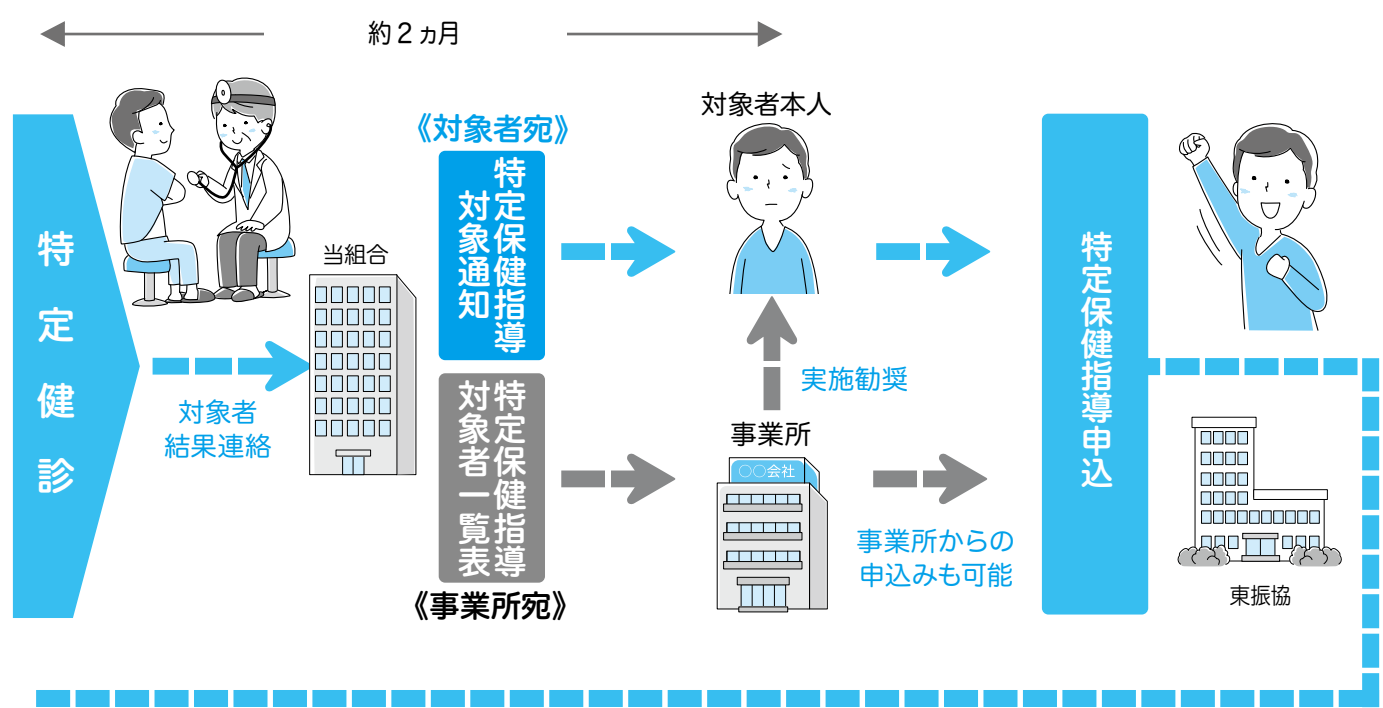 約2ヵ月
特定健診
対象者
結果連絡
当組合
《対象者宛》
特定保健指導
対象通知
特定保健指導
対象者一覧表
《事業所宛》
対象者本人
実施勧奨
事業所
〇〇会社
事業所からの
申込みも可能
特定保健指導申込
東振協